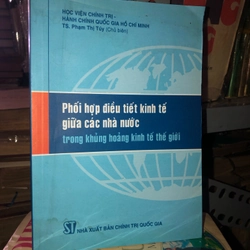 HỌC VIỆN CHÍNH TRỊ -
HÀNH CHÍNH QUỐC GIA HỒ CHÍ MINH
TS. Phạm Thị Túy (Chủ biên)
Phối hợp điều tiết kinh tế
giữa các nhà nước
trong khủng hoảng kinh tế thế giới
NHÀ XUẤT BẢN CHÍNH TRỊ QUỐC GIA